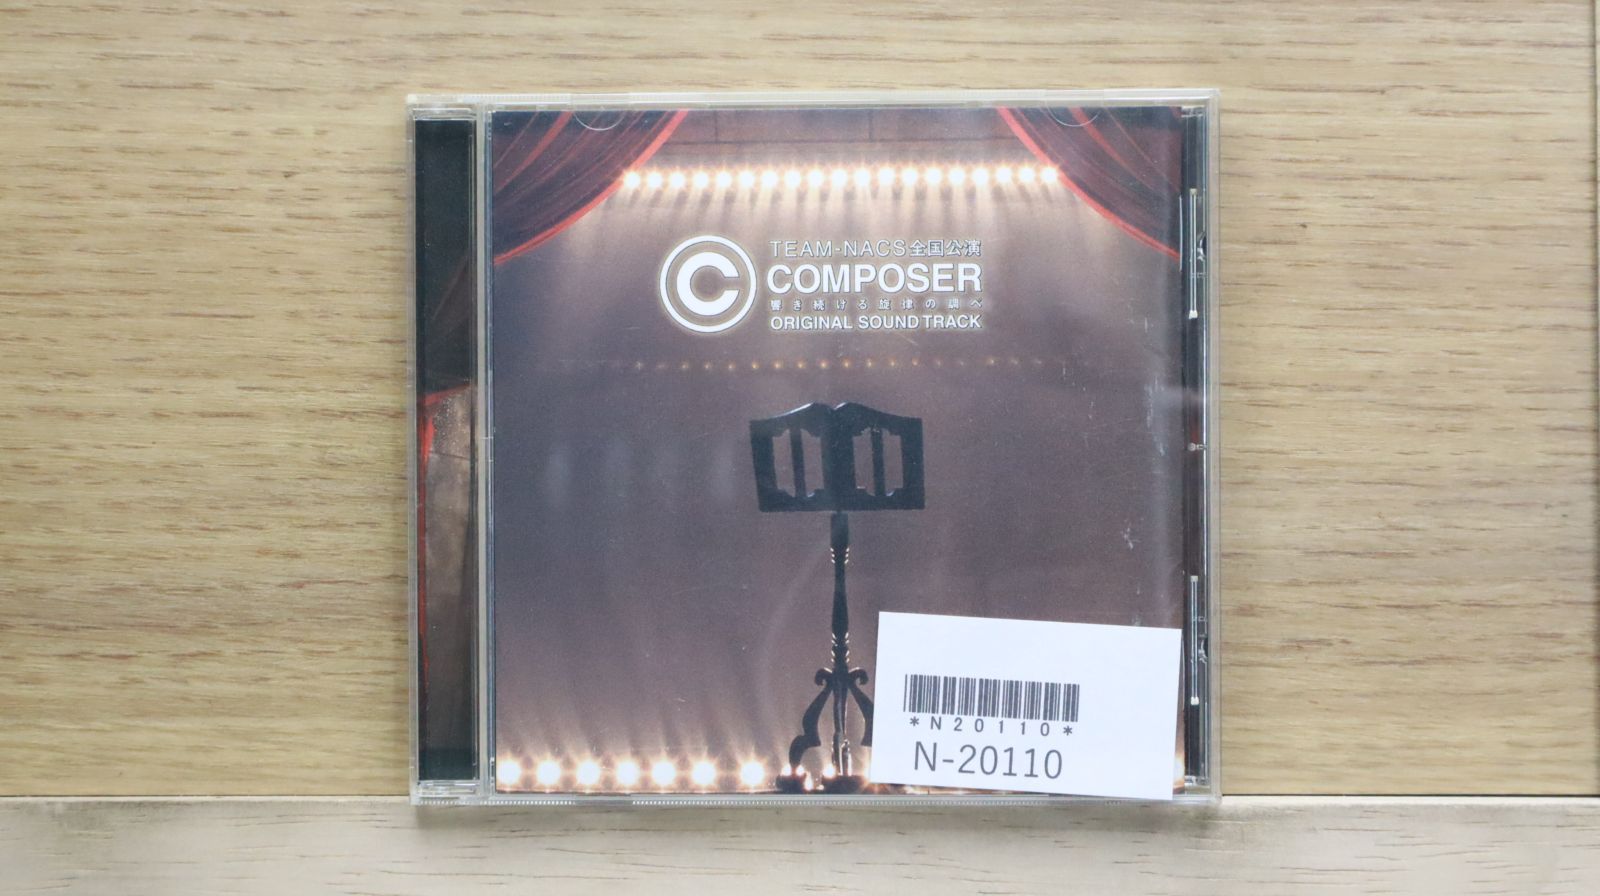 TEAM-NACS全国公演
C COMPOSER
響き続ける旋律の調べ
ORIGINAL SOUND TRACK
*N20110*
N-20110